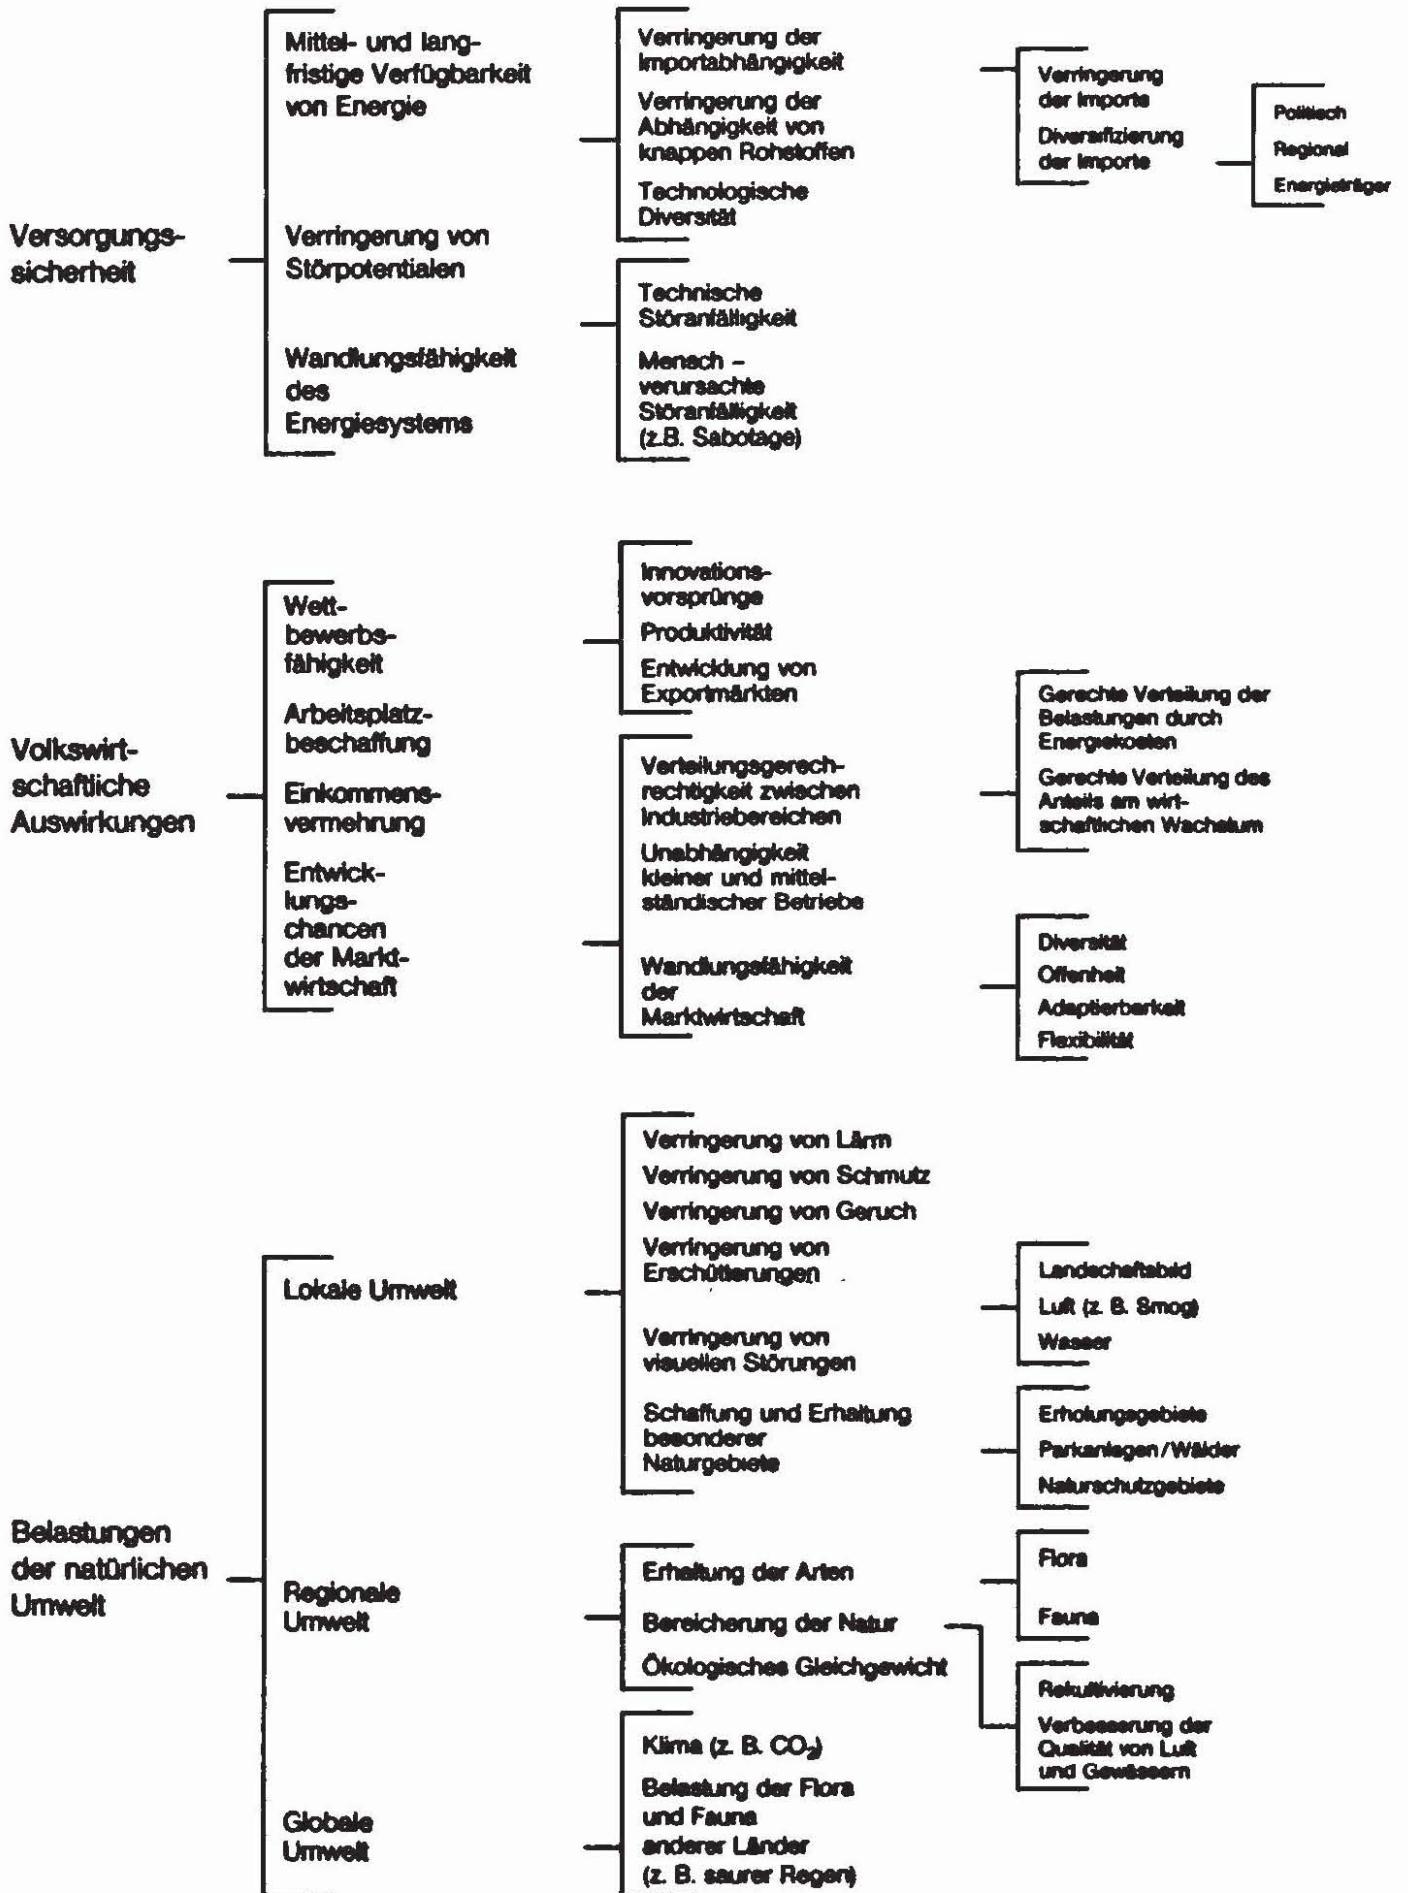 Versorgungs-
sicherheit
Mittel- und lang-
fristige Verfügbarkeit
von Energie
Verringerung von
Störpotentialen
Wandlungsfähigkeit
des
Energiesystems
Verringerung der
Importabhängigkeit
Verringerung der
Abhängigkeit von
knappen Rohstoffen
Technologische
Diversität
Technische
Störanfälligkeit
Mensch –
verursachte
Störanfälligkeit
(z.B. Sabotage)
Verringerung
der Importe
Diversifizierung
der Importe
Politisch
Regional
Energieträger
Volkswirt-
schaftliche
Auswirkungen
Wett-
bewerbs-
fähigkeit
Arbeitsplatz-
beschaffung
Einkommens-
vermehrung
Entwick-
lungs-
chancen
der Markt-
wirtschaft
Innovations-
vorsprünge
Produktivität
Entwicklung von
Exportmärkten
Verteilungsgerech-
rechtigkeit zwischen
Industriebereichen
Unabhängigkeit
kleiner und mittel-
ständischer Betriebe
Wandlungsfähigkeit
der
Marktwirtschaft
Gerechte Verteilung der
Belastungen durch
Energiekosten
Gerechte Verteilung des
Anteils am wirt-
schaftlichen Wachstum
Diversität
Offenheit
Adaptierbarkeit
Flexibilität
Belastungen
der natürlichen
Umwelt
Lokale Umwelt
Regionale
Umwelt
Globale
Umwelt
Verringerung von Lärm
Verringerung von Schmutz
Verringerung von Geruch
Verringerung von
Erschütterungen
Verringerung von
visuellen Störungen
Schaffung und Erhaltung
besonderer
Naturgebiete
Landschaftsbild
Luft (z. B. Smog)
Wasser
Erholungsgebiete
Parkanlagen/Wälder
Naturschutzgebiete
Erhaltung der Arten
Bereicherung der Natur
Ökologisches Gleichgewicht
Flora
Fauna
Rekultivierung
Verbesserung der
Qualität von Luft
und Gewässern
Klima (z. B. CO₂)
Belastung der Flora
und Fauna
anderer Länder
(z. B. saurer Regen)